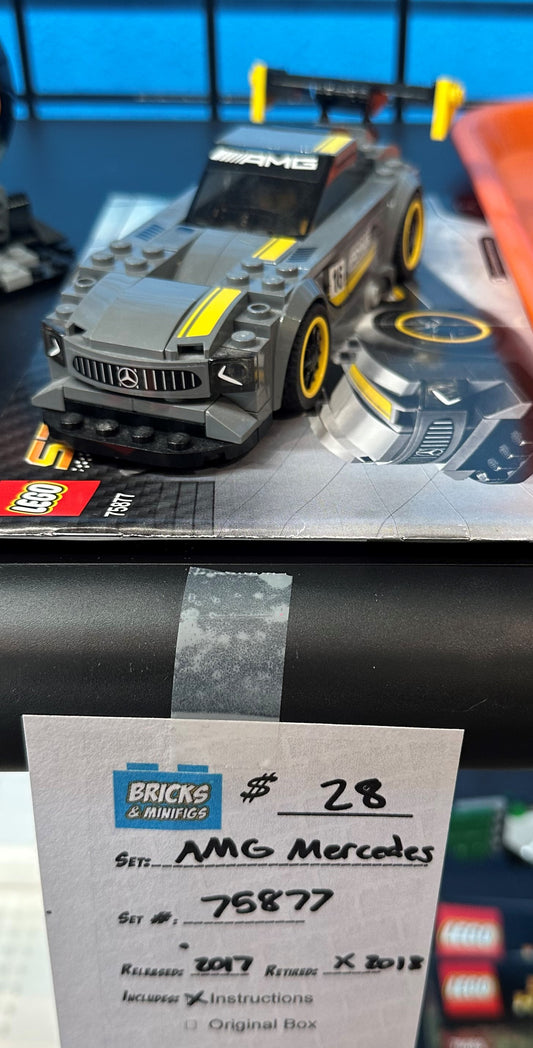 AMG
16
LEGO
75877
BRICKS
& MINIFIGS
$ 28
SET: AMG Mercedes
SET #: 75877
RELEASED: 2017 RETIRED: X 2018
INCLUDES: X Instructions
□ Original Box
LEGO
LEGO